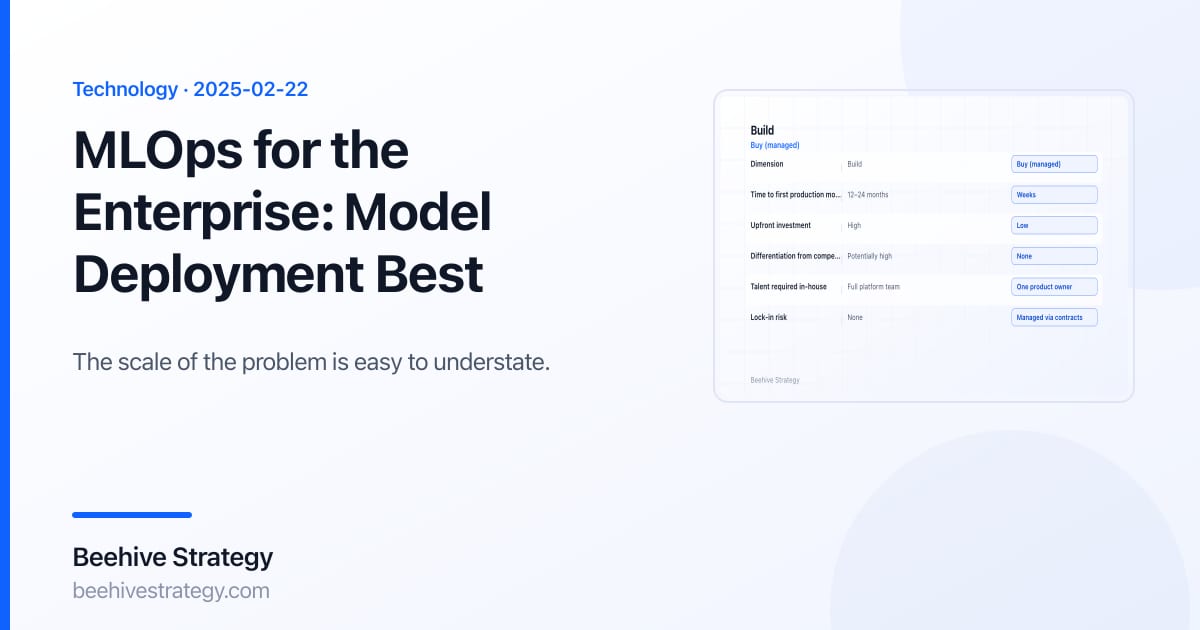 Technology · 2025-02-22
MLOps for the
Enterprise: Model
Deployment Best
The scale of the problem is easy to understate.
Beehive Strategy
beehivestrategy.com
Build
Buy (managed)
Dimension Build Buy (managed)
Time to first production mo... 12–24 months Weeks
Upfront investment High Low
Differentiation from compe... Potentially high None
Talent required in-house Full platform team One product owner
Lock-in risk None Managed via contracts
Beehive Strategy